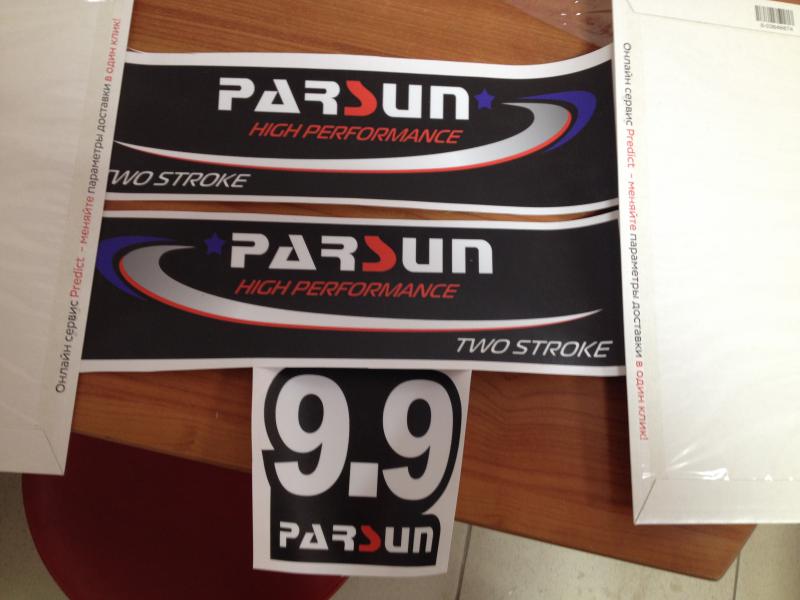 Онлайн сервис Predict - меняйте параметры доставки в один клик!
PARSUN
HIGH PERFORMANCE
TWO STROKE
PARSUN
HIGH PERFORMANCE
TWO STROKE
9.9
PARSUN
Онлайн сервис Predict - меняйте параметры доставки в один клик!